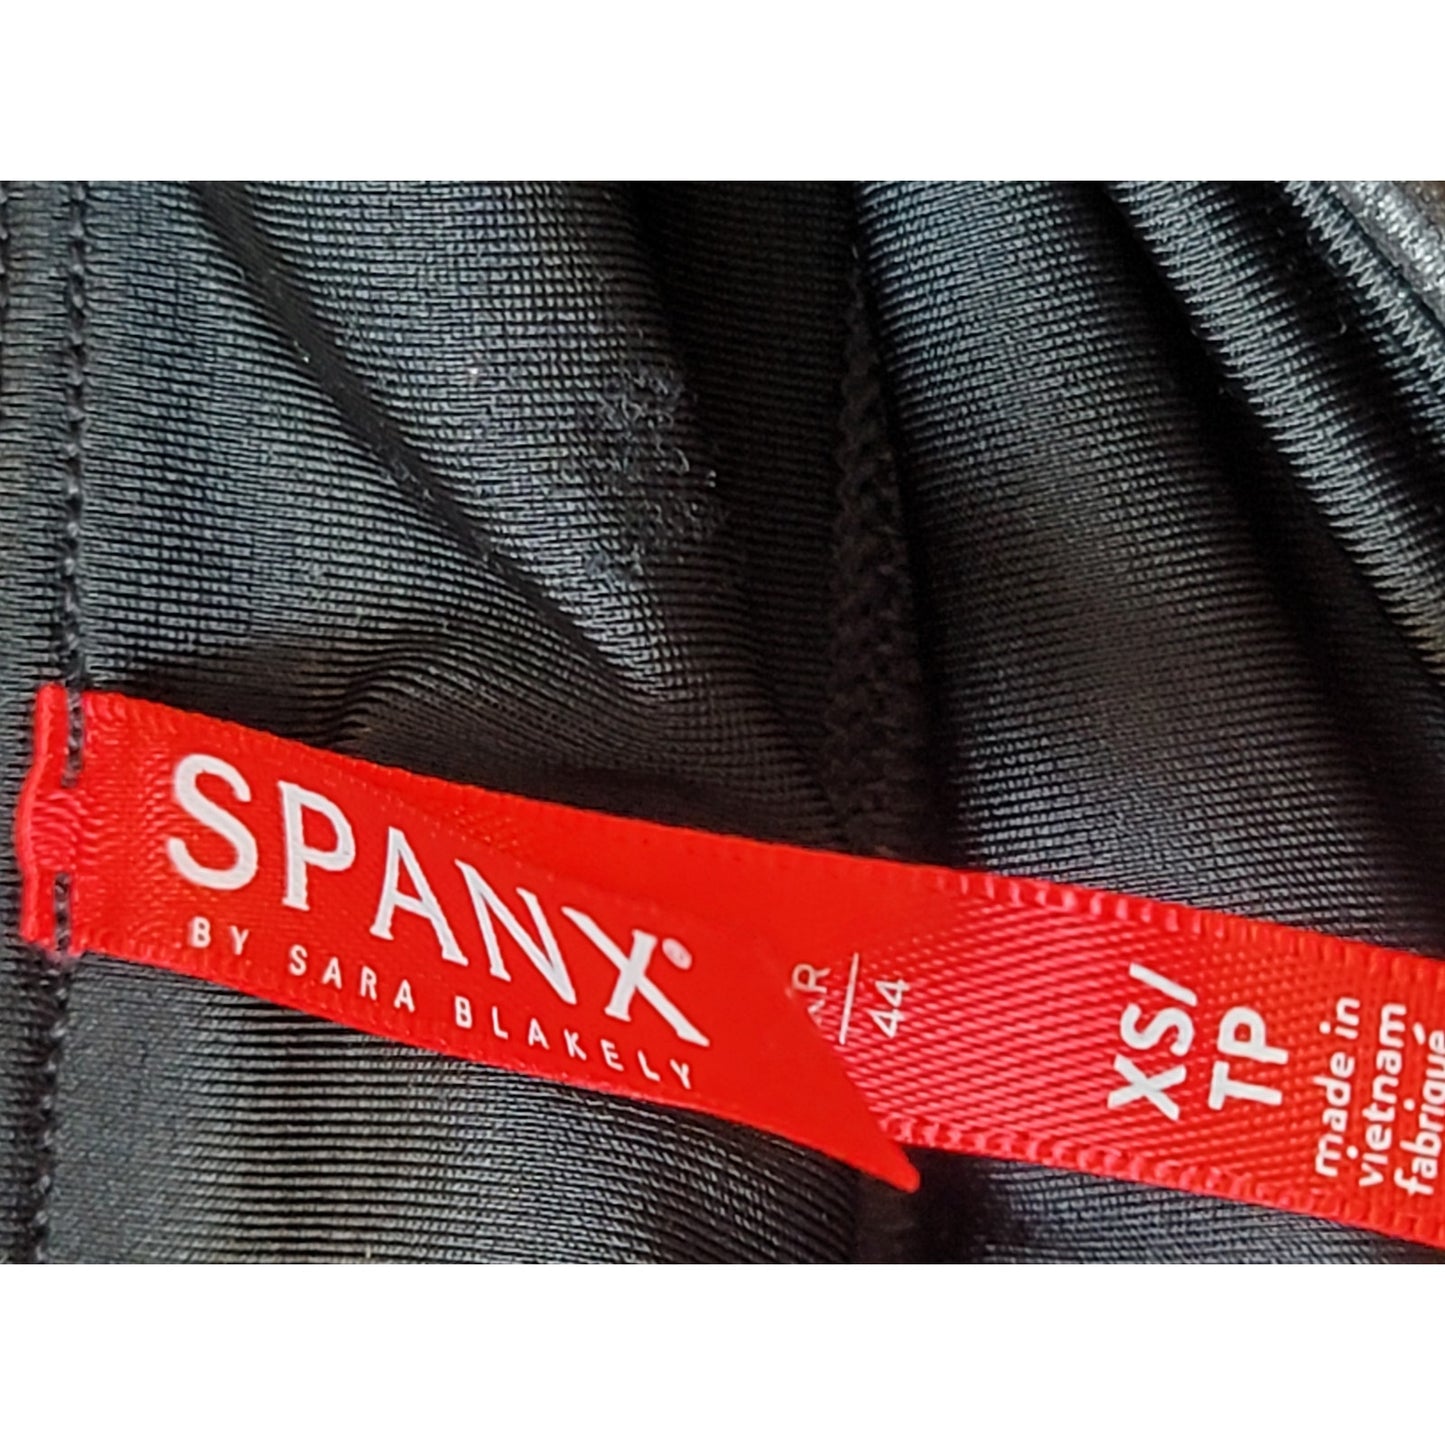 SPANX®
BY SARA BLAKELY
44
XS/
TP
made in
vietnam
fabriqué